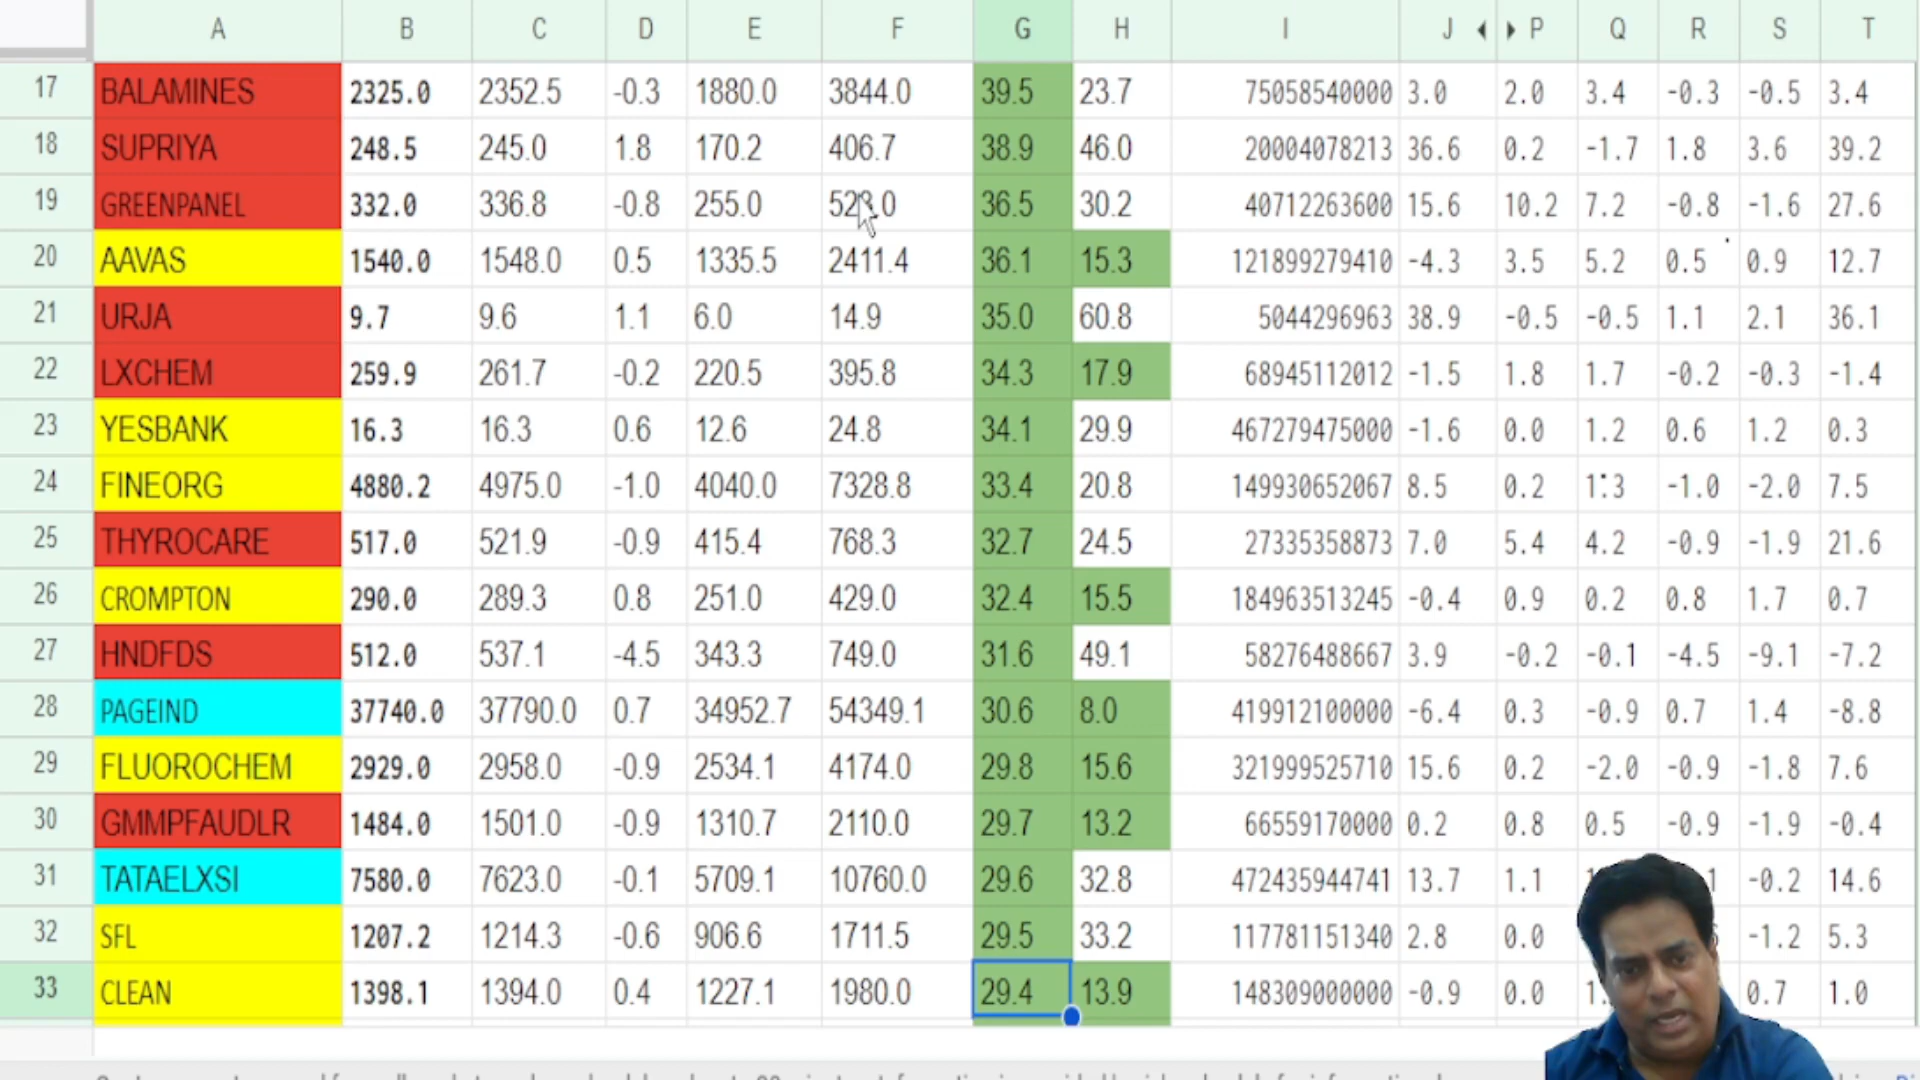 A B C D E F G H I J P Q R S T
17 BALAMINES 2325.0 2352.5 -0.3 1880.0 3844.0 39.5 23.7 75058540000 3.0 2.0 3.4 -0.3 -0.5 3.4
18 SUPRIYA 248.5 245.0 1.8 170.2 406.7 38.9 46.0 20004078213 36.6 0.2 -1.7 1.8 3.6 39.2
19 GREENPANEL 332.0 336.8 -0.8 255.0 36.5 30.2 40712263600 15.6 10.2 7.2 -0.8 -1.6 27.6
20 AAVAS 1540.0 1548.0 0.5 1335.5 2411.4 36.1 15.3 121899279410 -4.3 3.5 5.2 0.5 0.9 12.7
21 URJA 9.7 9.6 1.1 6.0 14.9 35.0 60.8 5044296963 38.9 -0.5 -0.5 1.1 2.1 36.1
22 LXCHEM 259.9 261.7 -0.2 220.5 395.8 34.3 17.9 68945112012 -1.5 1.8 1.7 -0.2 -0.3 -1.4
23 YESBANK 16.3 16.3 0.6 12.6 24.8 34.1 29.9 467279475000 -1.6 0.0 1.2 0.6 1.2 0.3
24 FINEORG 4880.2 4975.0 -1.0 4040.0 7328.8 33.4 20.8 149930652067 8.5 0.2 1.3 -1.0 -2.0 7.5
25 THYROCARE 517.0 521.9 -0.9 415.4 768.3 32.7 24.5 27335358873 7.0 5.4 4.2 -0.9 -1.9 21.6
26 CROMPTON 290.0 289.3 0.8 251.0 429.0 32.4 15.5 184963513245 -0.4 0.9 0.2 0.8 1.7 0.7
27 HNDFDS 512.0 537.1 -4.5 343.3 749.0 31.6 49.1 58276488667 3.9 -0.2 -0.1 -4.5 -9.1 -7.2
28 PAGEIND 37740.0 37790.0 0.7 34952.7 54349.1 30.6 8.0 419912100000 -6.4 0.3 -0.9 0.7 1.4 -8.8
29 FLUOROCHEM 2929.0 2958.0 -0.9 2534.1 4174.0 29.8 15.6 321999525710 15.6 0.2 -2.0 -0.9 -1.8 7.6
30 GMMPFAUDLR 1484.0 1501.0 -0.9 1310.7 2110.0 29.7 13.2 66559170000 0.2 0.8 0.5 -0.9 -1.9 -0.4
31 TATAELXSI 7580.0 7623.0 -0.1 5709.1 10760.0 29.6 32.8 472435944741 13.7 1.1 -0.2 14.6
32 SFL 1207.2 1214.3 -0.6 906.6 1711.5 29.5 33.2 117781151340 2.8 0.0 -1.2 5.3
33 CLEAN 1398.1 1394.0 0.4 1227.1 1980.0 29.4 13.9 148309000000 -0.9 0.0 0.7 1.0